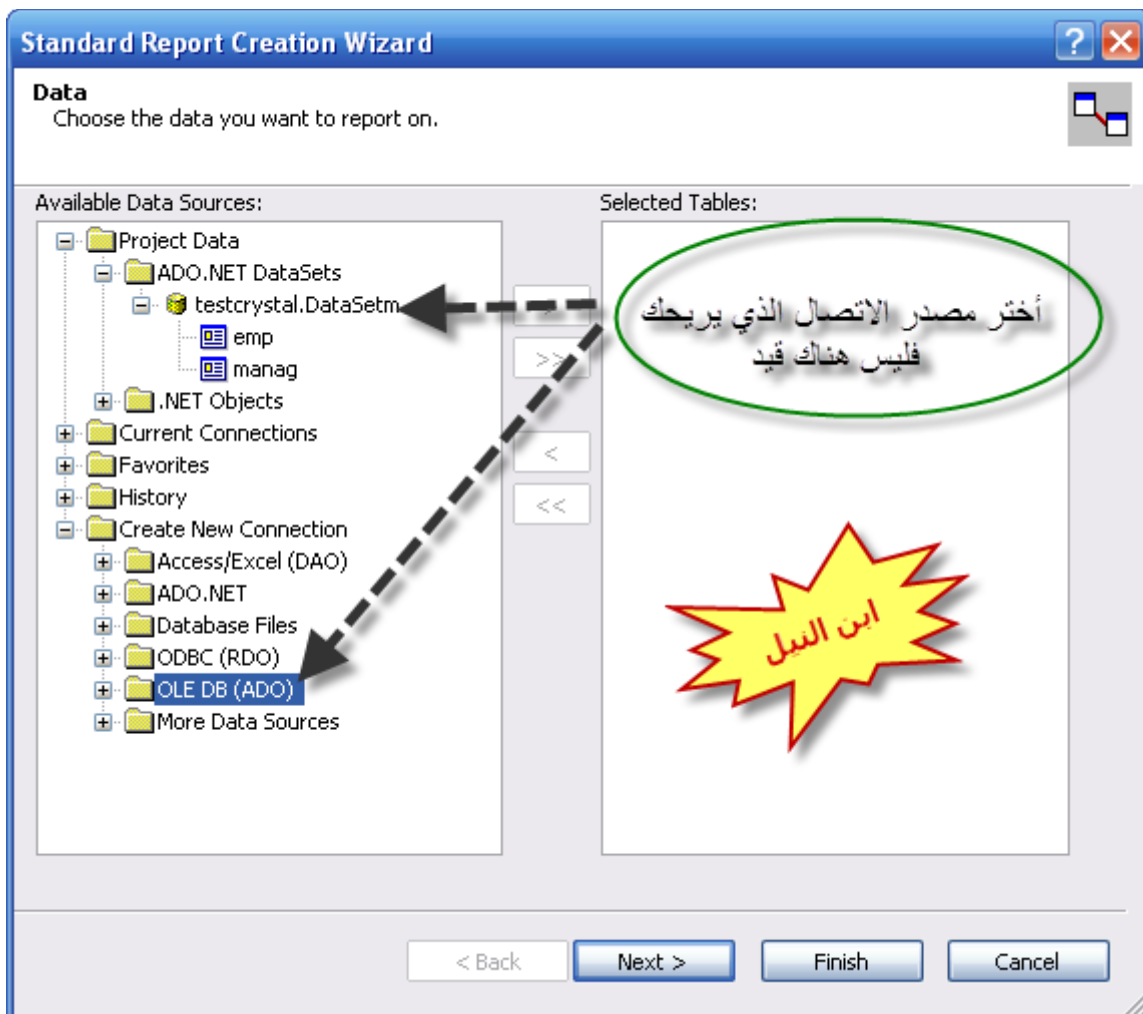 Standard Report Creation Wizard
Data
Choose the data you want to report on.
Available Data Sources:
Project Data
ADO.NET DataSets
testcrystal.DataSetm
emp
manag
.NET Objects
Current Connections
Favorites
History
Create New Connection
Access/Excel (DAO)
ADO.NET
Database Files
ODBC (RDO)
OLE DB (ADO)
More Data Sources
>
>>
<
<<
Selected Tables:
أختر مصدر الاتصال الذي يريحك
فليس هناك قيد
ابن النيل
< Back
Next >
Finish
Cancel